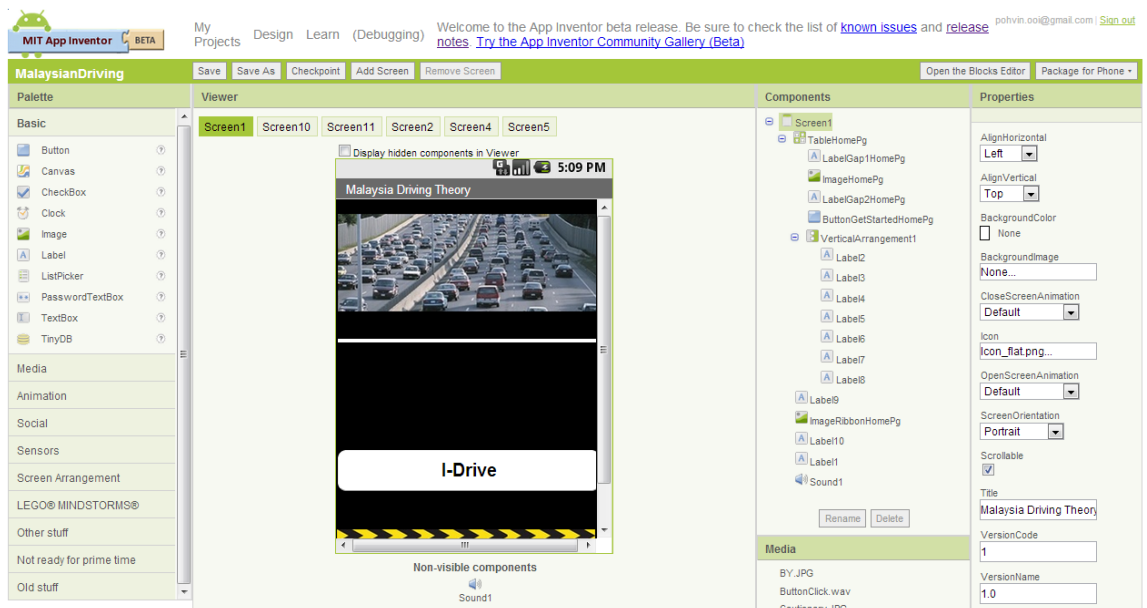 pohvin.ooi@gmail.com | Sign out
MIT App Inventor BETA
My Projects Design Learn (Debugging)
Welcome to the App Inventor beta release. Be sure to check the list of known issues and release
notes. Try the App Inventor Community Gallery (Beta)
MalaysianDriving
Save Save As Checkpoint Add Screen Remove Screen
Open the Blocks Editor Package for Phone
Palette
Basic
Button
Canvas
CheckBox
Clock
Image
Label
ListPicker
PasswordTextBox
TextBox
TinyDB
Media
Animation
Social
Sensors
Screen Arrangement
LEGO® MINDSTORMS®
Other stuff
Not ready for prime time
Old stuff
Viewer
Screen1 Screen10 Screen11 Screen2 Screen4 Screen5
Display hidden components in Viewer
5:09 PM
Malaysia Driving Theory
I-Drive
Non-visible components
Sound1
Components
Screen1
TableHomePg
LabelGap1HomePg
ImageHomePg
LabelGap2HomePg
ButtonGetStartedHomePg
VerticalArrangement1
Label2
Label3
Label4
Label5
Label6
Label7
Label8
Label9
ImageRibbonHomePg
Label10
Label1
Sound1
Rename Delete
Media
BY.JPG
ButtonClick.wav
Cautionary.JPG
Properties
AlignHorizontal
Left
AlignVertical
Top
BackgroundColor
None
BackgroundImage
None...
CloseScreenAnimation
Default
Icon
Icon_flat.png...
OpenScreenAnimation
Default
ScreenOrientation
Portrait
Scrollable
Title
Malaysia Driving Theory
VersionCode
1
VersionName
1.0